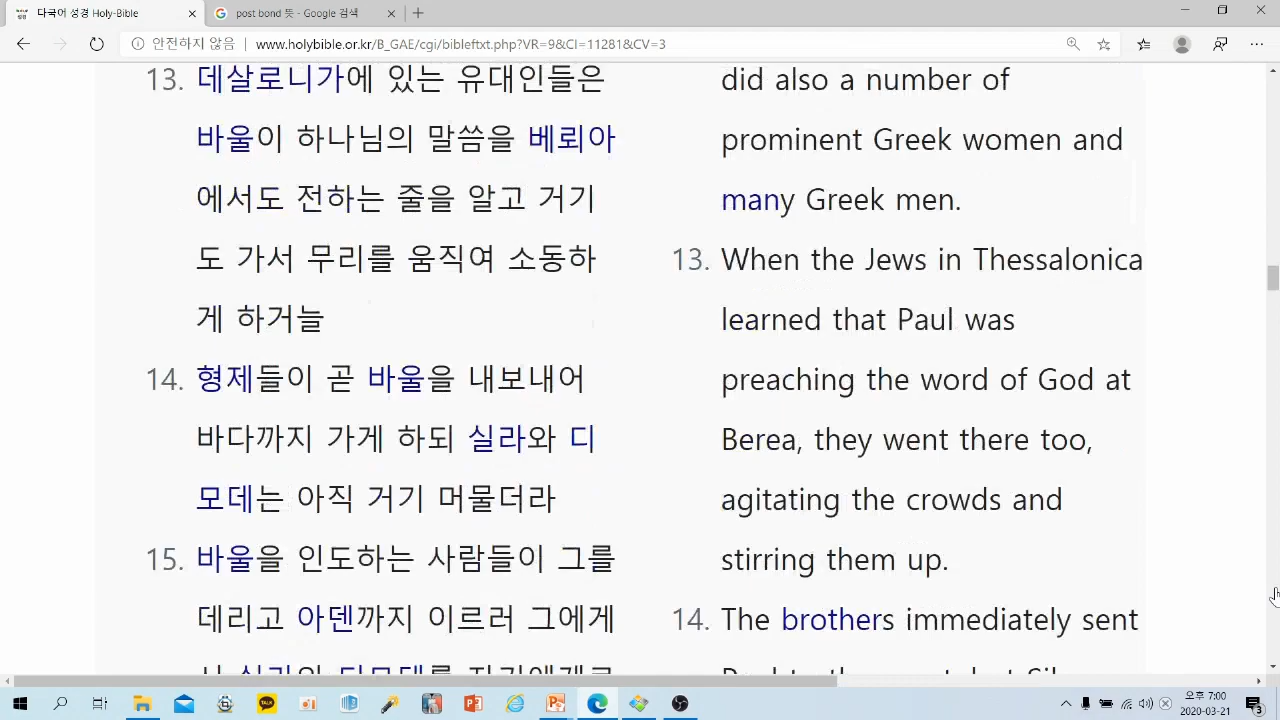 다국어 성경 Holy-Bible
post bond 뜻 - Google 검색
안전하지 않음 | www.holybible.or.kr/B_GAE/cgi/bibleftxt.php?VR=9&CI=11281&CV=3
13. 데살로니가에 있는 유대인들은
바울이 하나님의 말씀을 베뢰아
에서도 전하는 줄을 알고 거기
도 가서 무리를 움직여 소동하
게 하거늘
14. 형제들이 곧 바울을 내보내어
바다까지 가게 하되 실라와 디
모데는 아직 거기 머물더라
15. 바울을 인도하는 사람들이 그를
데리고 아덴까지 이르러 그에게
did also a number of
prominent Greek women and
many Greek men.
13. When the Jews in Thessalonica
learned that Paul was
preaching the word of God at
Berea, they went there too,
agitating the crowds and
stirring them up.
14. The brothers immediately sent
TALK
오후 7:00
2020-03-21
3